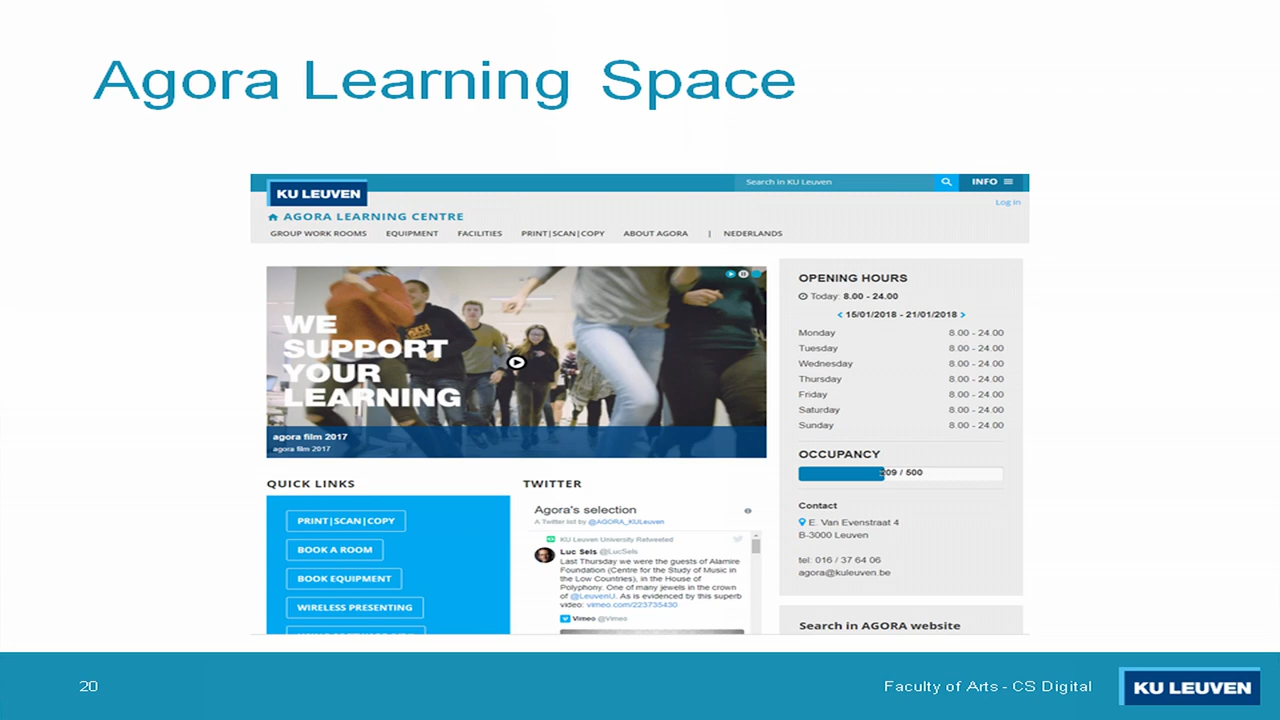 Agora Learning Space
KU LEUVEN
Search in KU Leuven
INFO
Log in
AGORA LEARNING CENTRE
GROUP WORK ROOMS EQUIPMENT FACILITIES PRINT|SCAN|COPY ABOUT AGORA | NEDERLANDS
WE
SUPPORT
YOUR
LEARNING
agora film 2017
agora film 2017
QUICK LINKS
PRINT|SCAN|COPY
BOOK A ROOM
BOOK EQUIPMENT
WIRELESS PRESENTING
TWITTER
Agora's selection
A Twitter list by @AGORA_KULeuven
KU Leuven University Retweeted
Luc Sels @LucSels
Last Thursday we were the guests of Alamire
Foundation (Centre for the Study of Music in
the Low Countries), in the House of
Polyphony. One of many jewels in the crown
of @LeuvenU. As is evidenced by this superb
video: vimeo.com/223735430
Vimeo @Vimeo
OPENING HOURS
Today: 8.00 - 24.00
< 15/01/2018 - 21/01/2018 >
Monday 8.00 - 24.00
Tuesday 8.00 - 24.00
Wednesday 8.00 - 24.00
Thursday 8.00 - 24.00
Friday 8.00 - 24.00
Saturday 8.00 - 24.00
Sunday 8.00 - 24.00
OCCUPANCY
209 / 500
Contact
E. Van Evenstraat 4
B-3000 Leuven
tel: 016 / 37 64 06
agora@kuleuven.be
Search in AGORA website
20
Faculty of Arts - CS Digital
KU LEUVEN